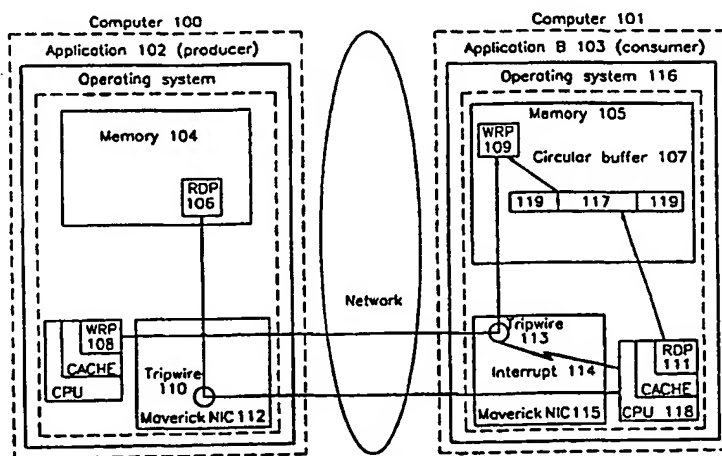 Computer 100
Application 102 (producer)
Operating system
Memory 104
RDP
106
WRP
108
CACHE
CPU
Tripwire
110
Maverick NIC 112
Network
Computer 101
Application B 103 (consumer)
Operating system 116
Memory 105
WRP
109
Circular buffer 107
119 117 119
Tripwire
113
Interrupt 114
Maverick NIC 115
RDP
111
CACHE
CPU 118